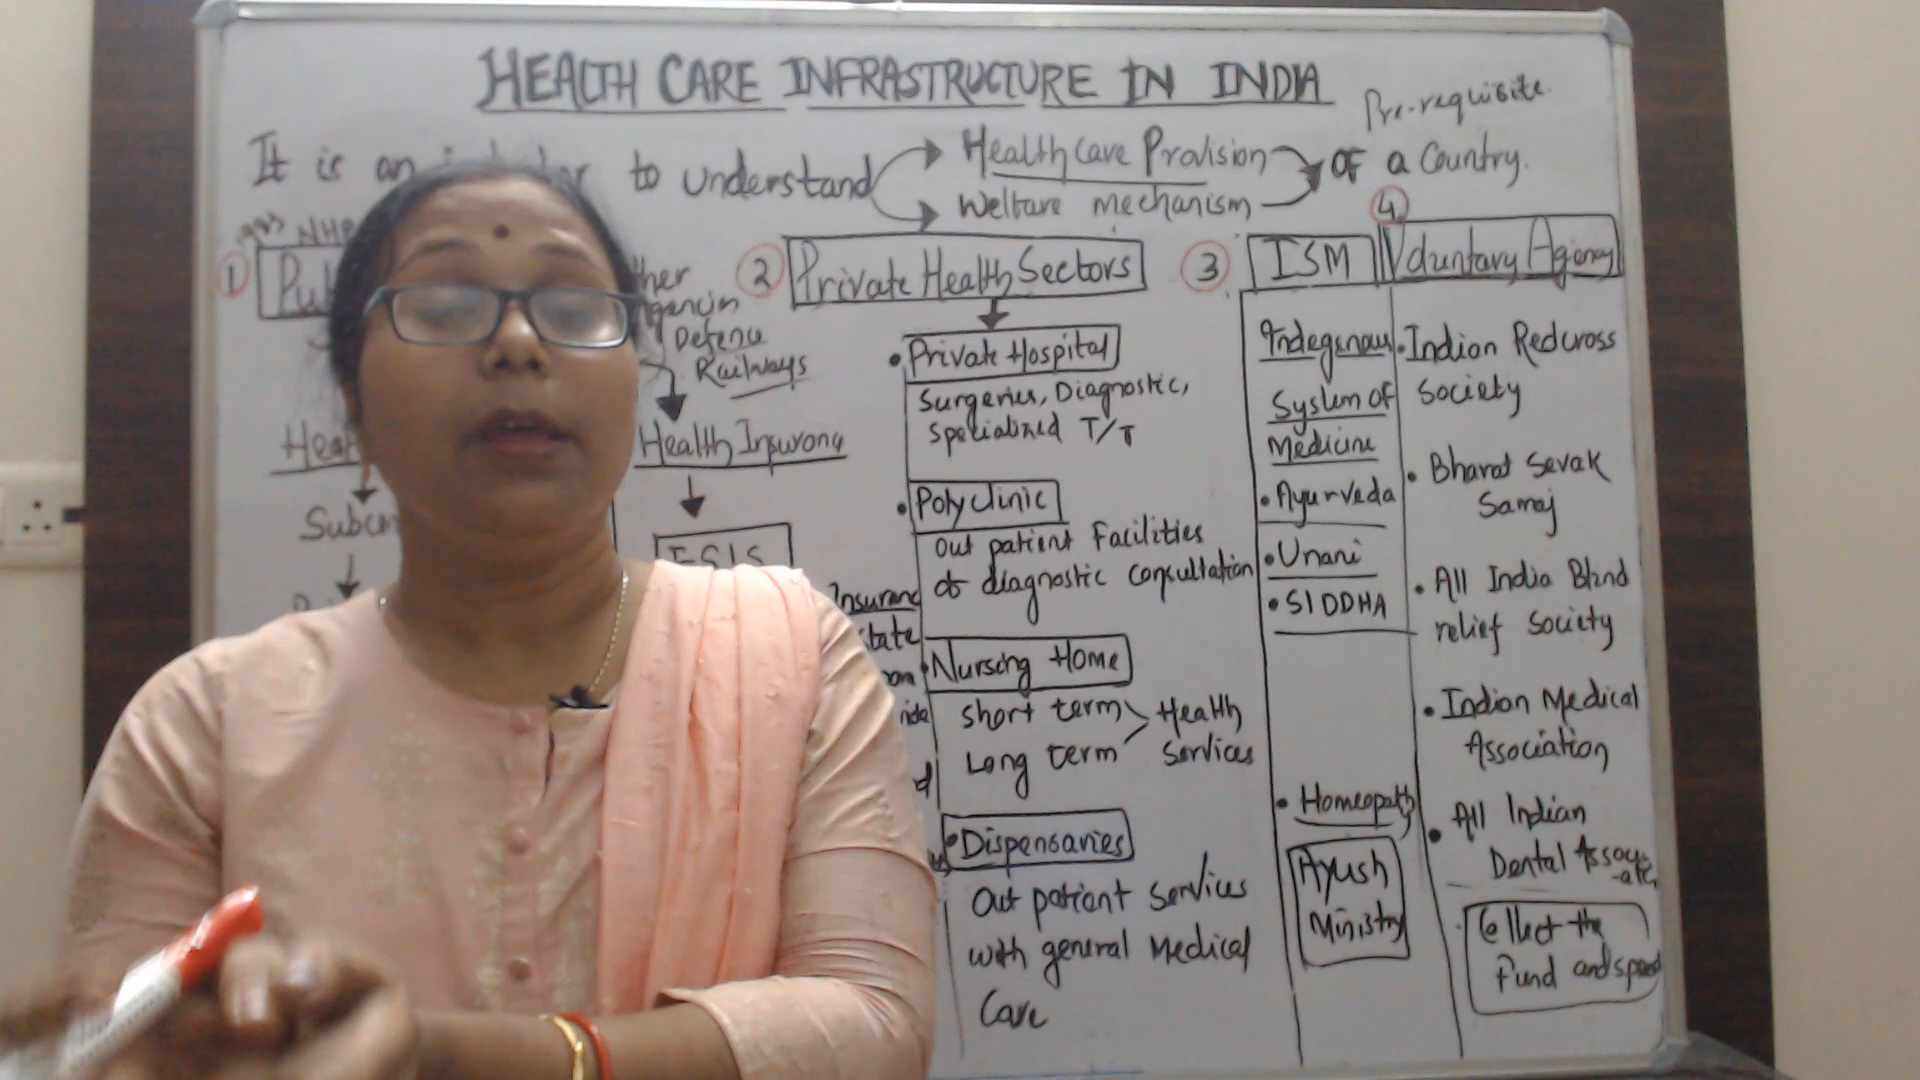 HEALTH CARE INFRASTRUCTURE IN INDIA
Pre-requisite
It is an to understand
Health care Provision
Welfare mechanism
OF a Country.
1
2
Private Health Sectors
3
ISM
4
Voluntary Agency
Defence
Railways
Health
Private Hospital
Surgeries, Diagnostic,
Specialized T/T
Polyclinic
Out patient Facilities
diagnostic consultation
Nursing Home
Short term
Long term
Health
Services
Dispensaries
Out patient Services
with general Medical
Care
Indegenous
System OF
Medicine
Ayurveda
Unani
SIDDHA
Homeopathy
Ayush
Ministry
Indian Redcross
Society
Bharat Sevak
Samaj
All India Blind
relief Society
Indian Medical
Association
All Indian
Dental
Collect the
Fund and spend